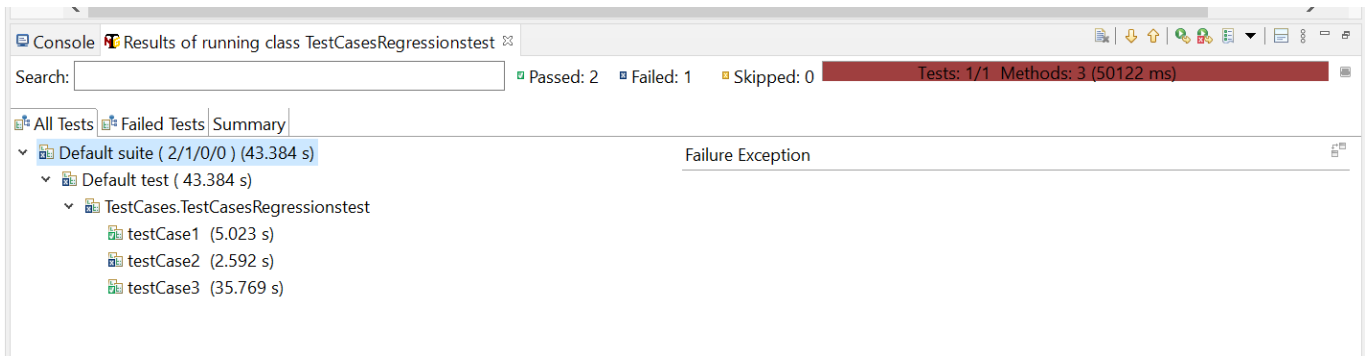 Console Results of running class TestCasesRegressionstest
Search: Passed: 2 Failed: 1 Skipped: 0 Tests: 1/1 Methods: 3 (50122 ms)
All Tests Failed Tests Summary
Default suite ( 2/1/0/0 ) (43.384 s)
Failure Exception
Default test ( 43.384 s)
TestCases.TestCasesRegressionstest
testCase1 (5.023 s)
testCase2 (2.592 s)
testCase3 (35.769 s)